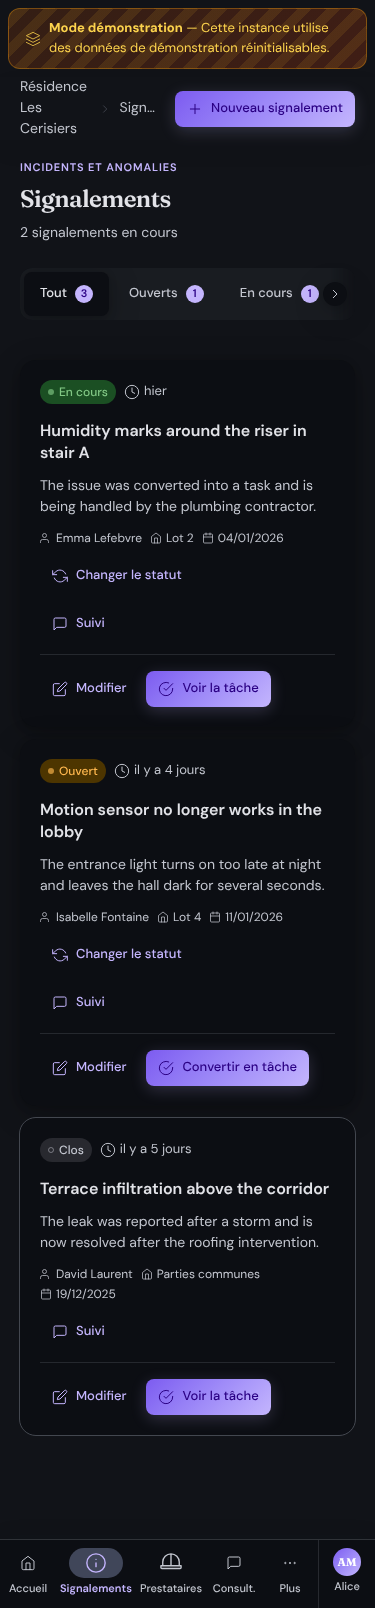 Mode démonstration — Cette instance utilise
des données de démonstration réinitialisables.
Résidence
Les
Cerisiers
Sign...
Nouveau signalement
INCIDENTS ET ANOMALIES
Signalements
2 signalements en cours
Tout 3 Ouverts 1 En cours 1
En cours hier
Humidity marks around the riser in
stair A
The issue was converted into a task and is
being handled by the plumbing contractor.
Emma Lefebvre Lot 2 04/01/2026
Changer le statut
Suivi
Modifier Voir la tâche
Ouvert il y a 4 jours
Motion sensor no longer works in the
lobby
The entrance light turns on too late at night
and leaves the hall dark for several seconds.
Isabelle Fontaine Lot 4 11/01/2026
Changer le statut
Suivi
Modifier Convertir en tâche
Clos il y a 5 jours
Terrace infiltration above the corridor
The leak was reported after a storm and is
now resolved after the roofing intervention.
David Laurent Parties communes
19/12/2025
Suivi
Modifier Voir la tâche
AM
Accueil Signalements Prestataires Consult. Plus Alice